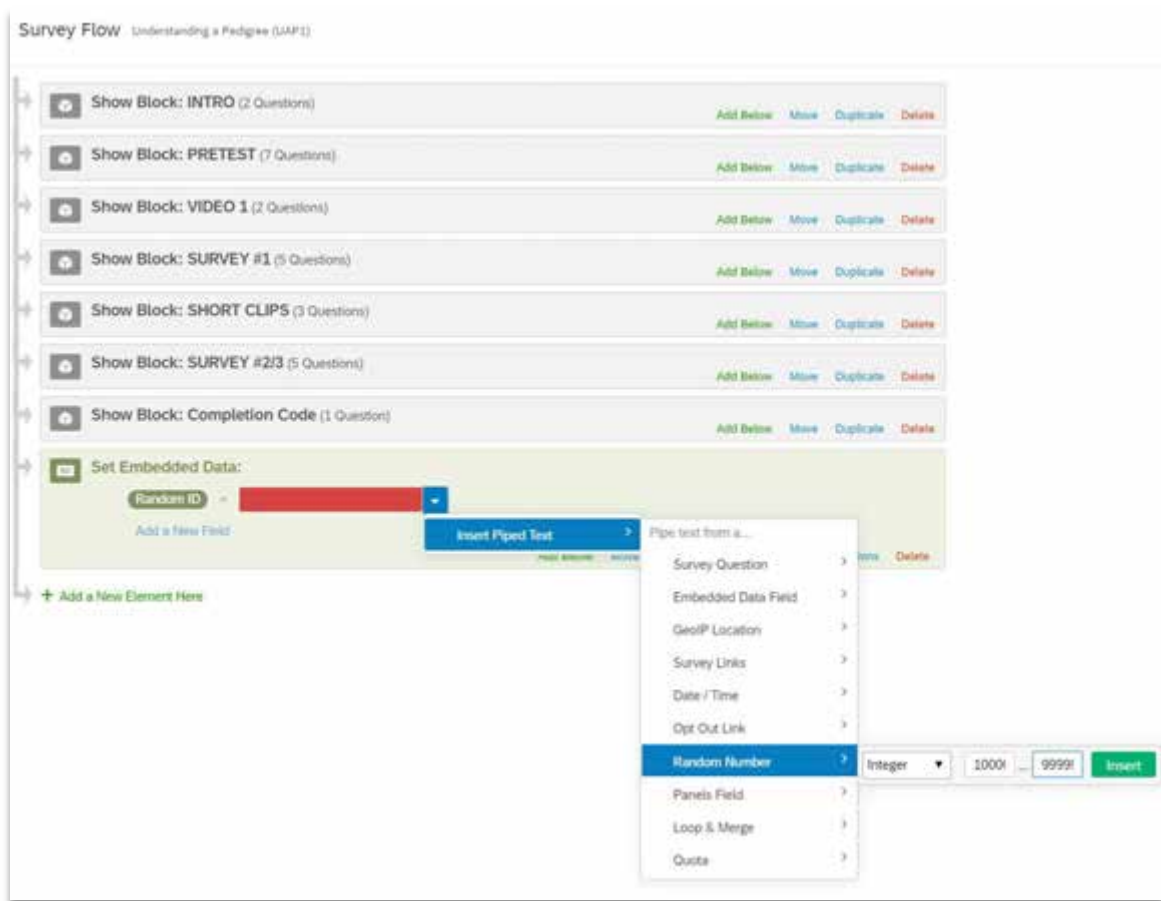 Survey Flow Understanding a Pedigree (UAP1)
Show Block: INTRO (2 Questions)
Add Below Move Duplicate Delete
Show Block: PRETEST (7 Questions)
Add Below Move Duplicate Delete
Show Block: VIDEO 1 (2 Questions)
Add Below Move Duplicate Delete
Show Block: SURVEY #1 (5 Questions)
Add Below Move Duplicate Delete
Show Block: SHORT CLIPS (3 Questions)
Add Below Move Duplicate Delete
Show Block: SURVEY #2/3 (5 Questions)
Add Below Move Duplicate Delete
Show Block: Completion Code (1 Question)
Add Below Move Duplicate Delete
Set Embedded Data:
Random ID =
Add a New Field
Insert Piped Text
Pipe text from a...
Delete
Survey Question
Embedded Data Field
GeoIP Location
Survey Links
Date / Time
Opt Out Link
Random Number Integer Insert
Panels Field
Loop & Merge
Quota
+ Add a New Element Here